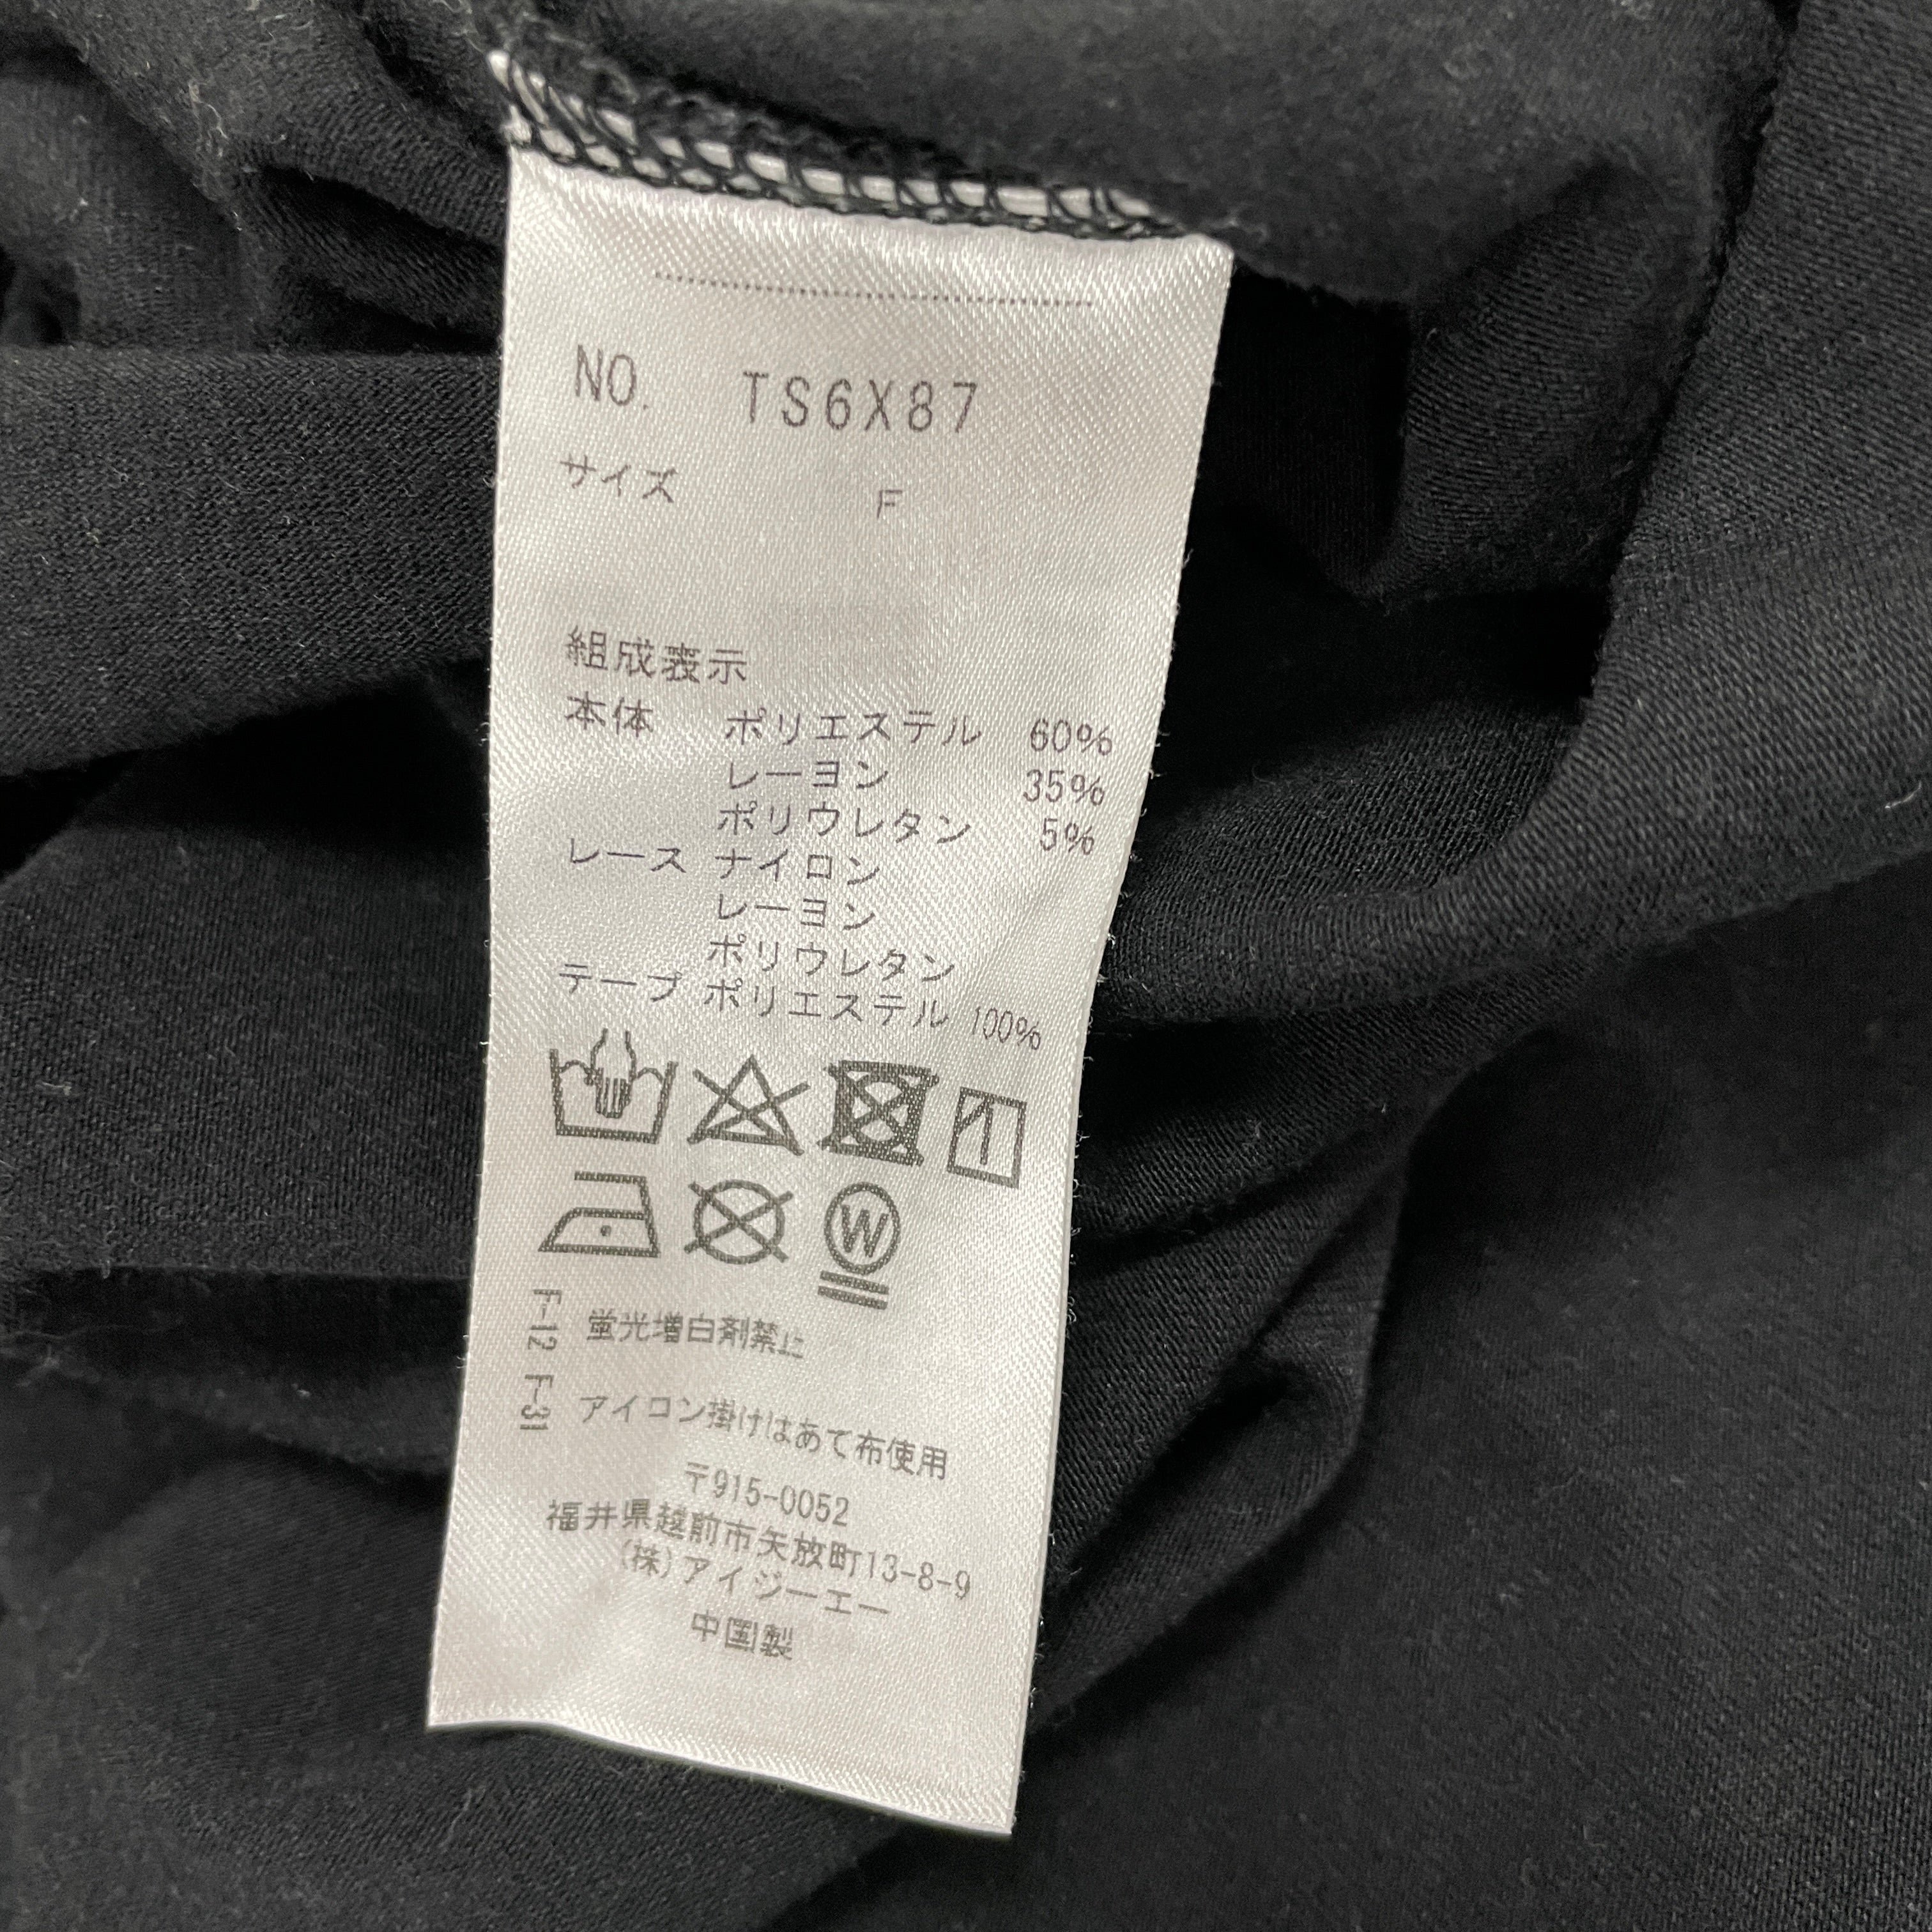 NO. TS6X87
サイズ F
組成表示
本体 ポリエステル 60%
レーヨン 35%
ポリウレタン 5%
レース ナイロン
レーヨン
ポリウレタン
テープ ポリエステル 100%
W
F-12 蛍光増白剤禁止
F-31 アイロン掛けはあて布使用
〒915-0052
福井県越前市矢放町13-8-9
(株)アイジーエー
中国製